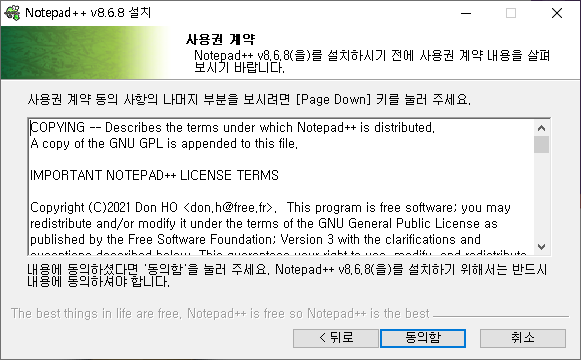 Notepad++ v8.6.8 설치
사용권 계약
Notepad++ v8.6.8(을)를 설치하시기 전에 사용권 계약 내용을 살펴
보시기 바랍니다.
사용권 계약 동의 사항의 나머지 부분을 보시려면 [Page Down] 키를 눌러 주세요.
COPYING -- Describes the terms under which Notepad++ is distributed.
A copy of the GNU GPL is appended to this file.
IMPORTANT NOTEPAD++ LICENSE TERMS
Copyright (C)2021 Don HO <don.h@free.fr>. This program is free software; you may
redistribute and/or modify it under the terms of the GNU General Public License as
published by the Free Software Foundation; Version 3 with the clarifications and
exceptions described below. This guarantees your right to use, modify, and redistribute
내용에 동의하셨다면 '동의함'을 눌러 주세요. Notepad++ v8.6.8(을)를 설치하기 위해서는 반드시
내용에 동의하셔야 합니다.
The best things in life are free. Notepad++ is free so Notepad++ is the best
< 뒤로
동의함
취소